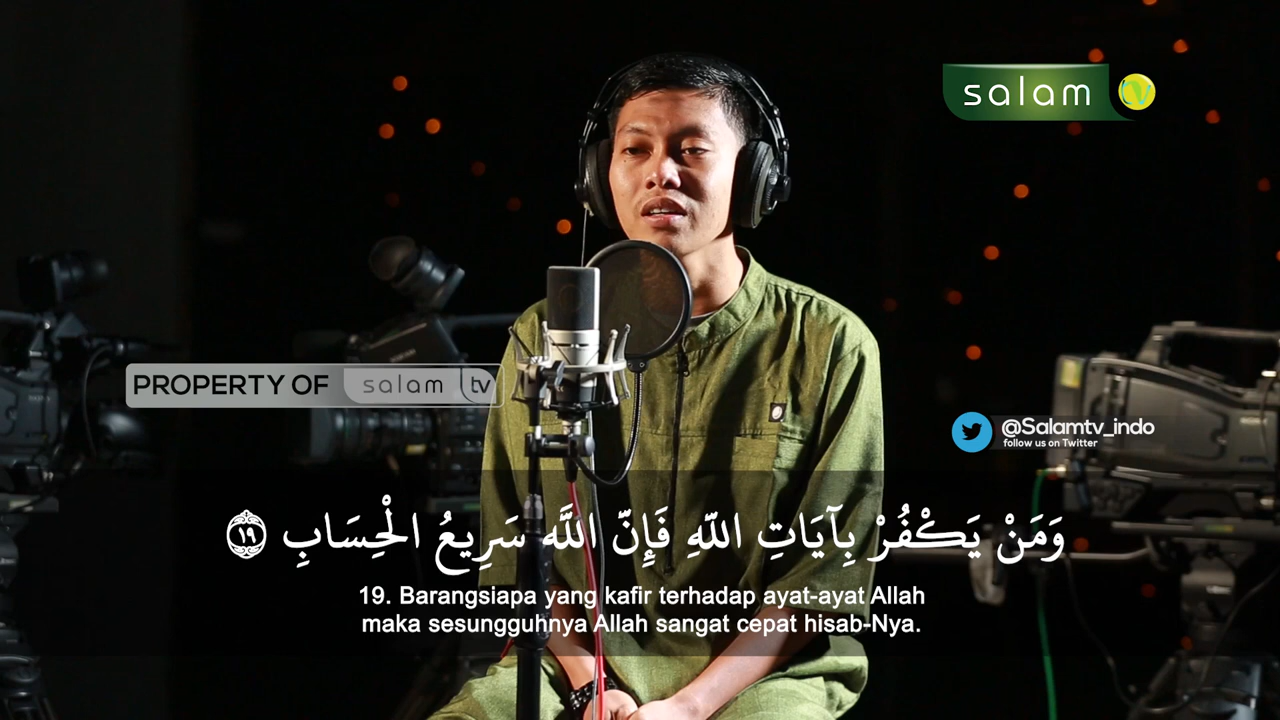 salam tv
PROPERTY OF salam tv
@Salamtv_indo
follow us on Twitter
وَمَنْ يَكْفُرْ بِآيَاتِ اللّهِ فَإِنّ اللَّه سَرِيعُ الْحِسَابِ ١٩
19. Barangsiapa yang kafir terhadap ayat-ayat Allah
maka sesungguhnya Allah sangat cepat hisab-Nya.